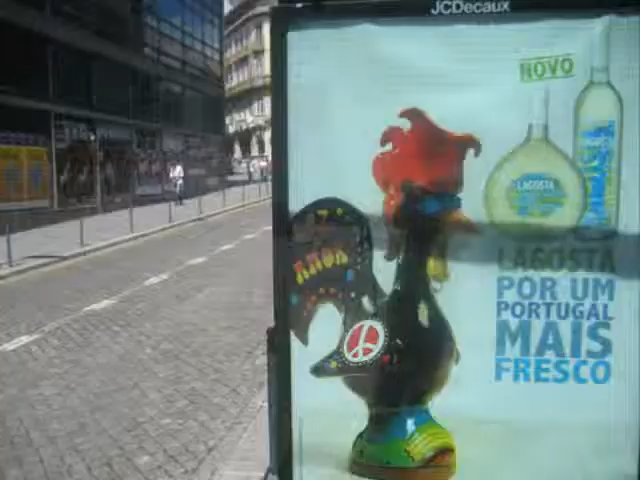 JCDecaux
NOVO
LAGOSTA
AMOR
LAGOSTA
POR UM
PORTUGAL
MAIS
FRESCO